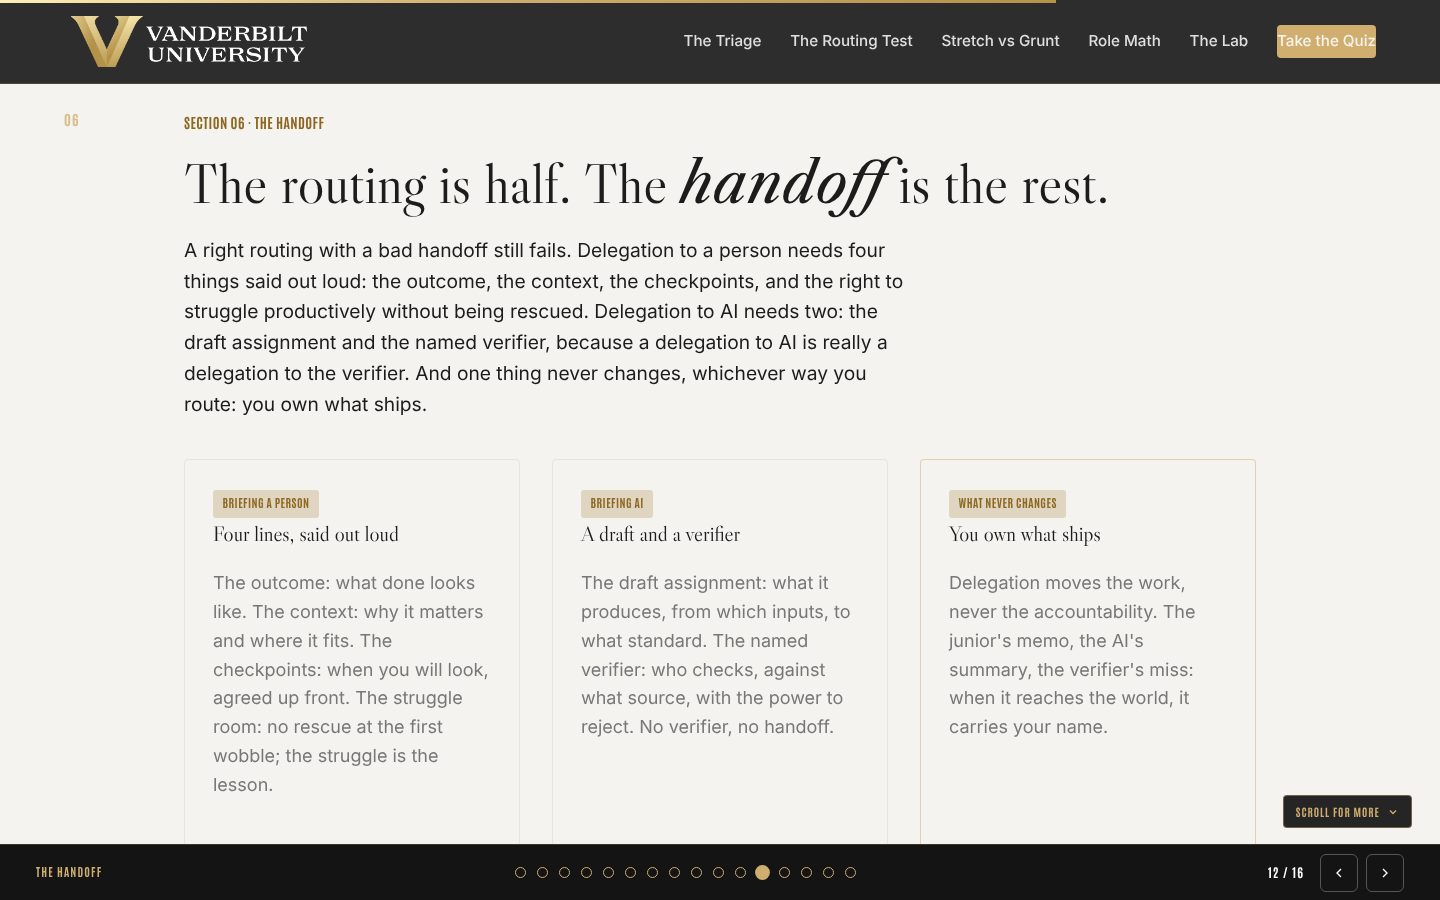 VANDERBILT
UNIVERSITY
The Triage
The Routing Test
Stretch vs Grunt
Role Math
The Lab
Take the Quiz
06
SECTION 06 · THE HANDOFF
The routing is half. The handoff is the rest.
A right routing with a bad handoff still fails. Delegation to a person needs four
things said out loud: the outcome, the context, the checkpoints, and the right to
struggle productively without being rescued. Delegation to AI needs two: the
draft assignment and the named verifier, because a delegation to AI is really a
delegation to the verifier. And one thing never changes, whichever way you
route: you own what ships.
BRIEFING A PERSON
Four lines, said out loud
The outcome: what done looks
like. The context: why it matters
and where it fits. The
checkpoints: when you will look,
agreed up front. The struggle
room: no rescue at the first
wobble; the struggle is the
lesson.
BRIEFING AI
A draft and a verifier
The draft assignment: what it
produces, from which inputs, to
what standard. The named
verifier: who checks, against
what source, with the power to
reject. No verifier, no handoff.
WHAT NEVER CHANGES
You own what ships
Delegation moves the work,
never the accountability. The
junior's memo, the AI's
summary, the verifier's miss:
when it reaches the world, it
carries your name.
SCROLL FOR MORE
THE HANDOFF
12 / 16